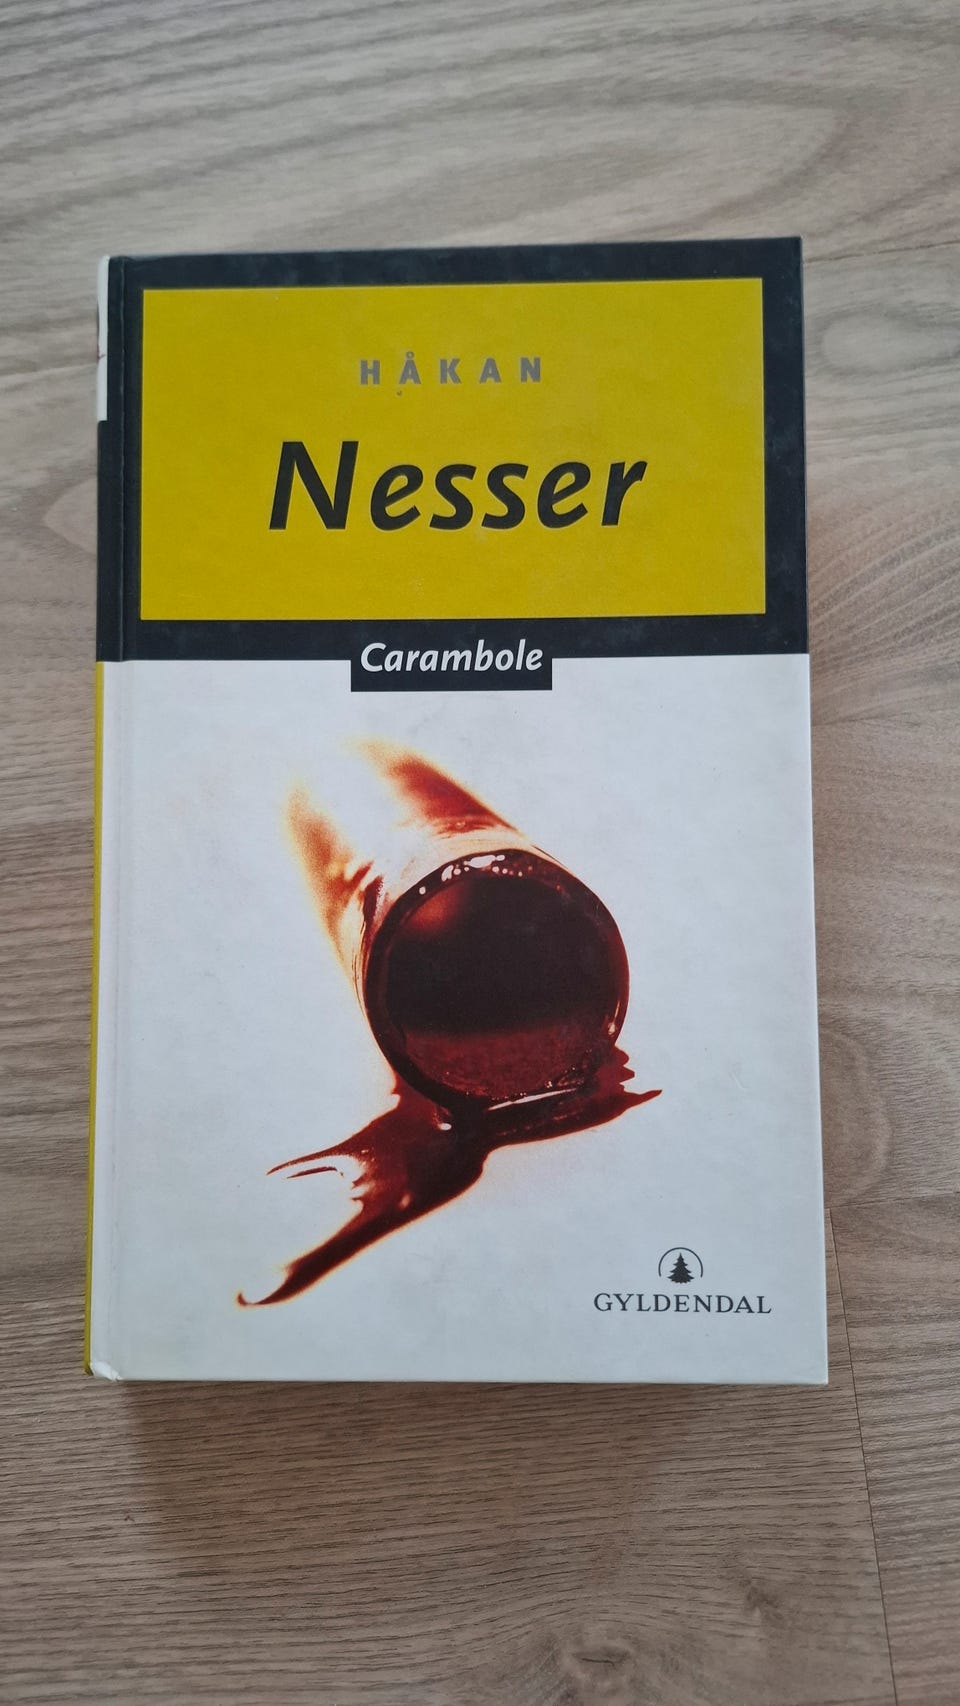 HÅKAN
Nesser
Carambole
GYLDENDAL